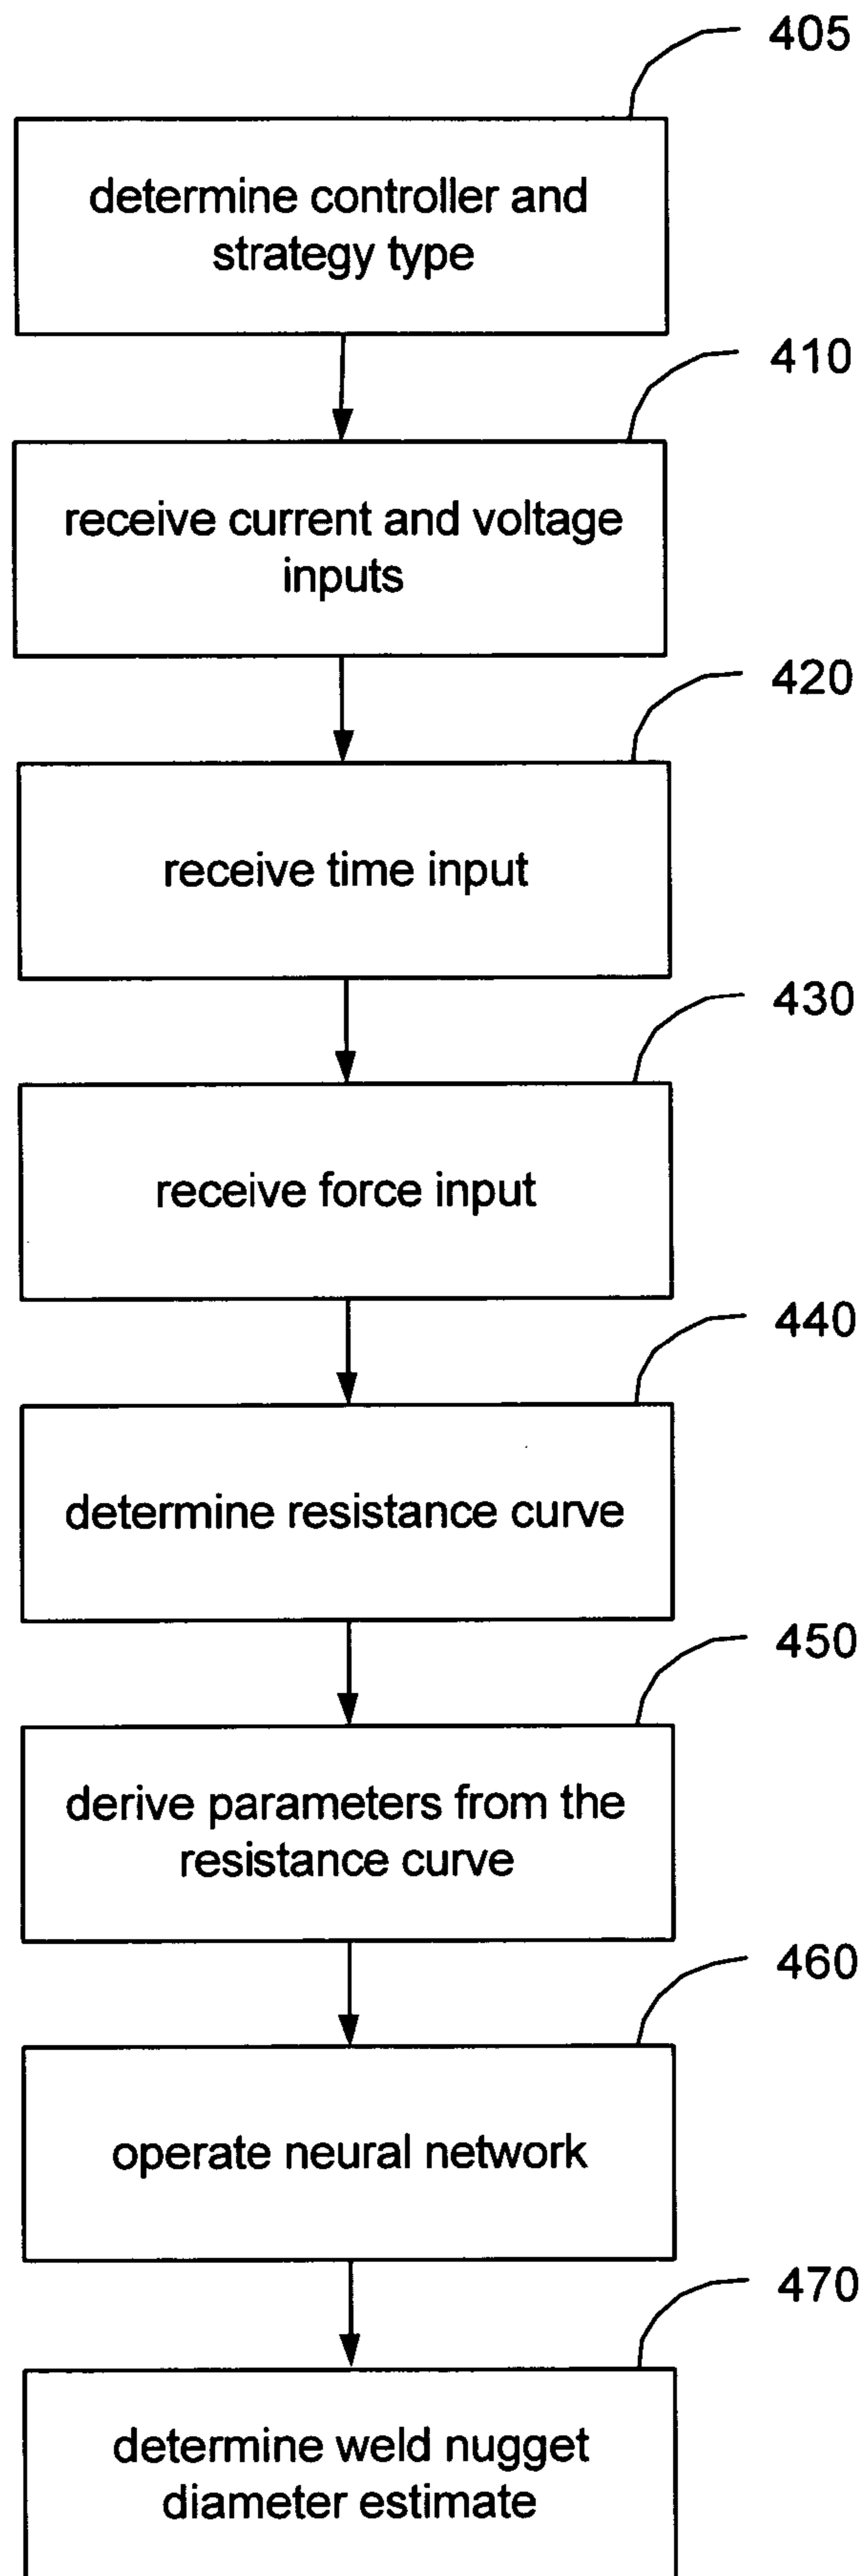 405
determine controller and
strategy type
410
receive current and voltage
inputs
420
receive time input
430
receive force input
440
determine resistance curve
450
derive parameters from the
resistance curve
460
operate neural network
470
determine weld nugget
diameter estimate